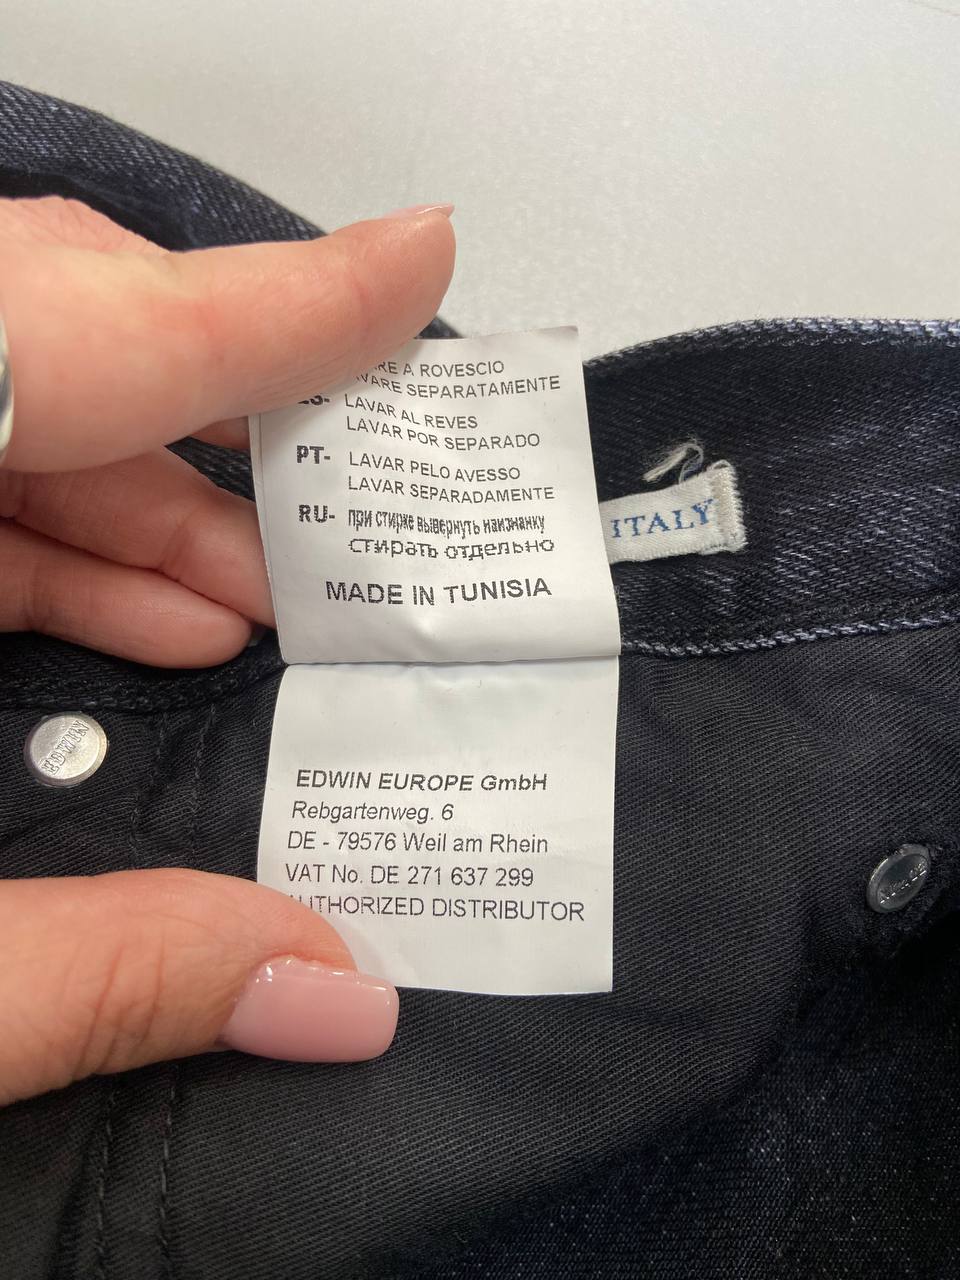 A ROVESCIO
SEPARATAMENTE
LAVAR AL REVES
LAVAR POR SEPARADO
PT- LAVAR PELO AVESSO
LAVAR SEPARADAMENTE
RU- при стирке вывернуть наизнанку
стирать отдельно
MADE IN TUNISIA
ITALY
EDWIN
EDWIN EUROPE GmbH
Rebgartenweg. 6
DE - 79576 Weil am Rhein
VAT No. DE 271 637 299
AUTHORIZED DISTRIBUTOR